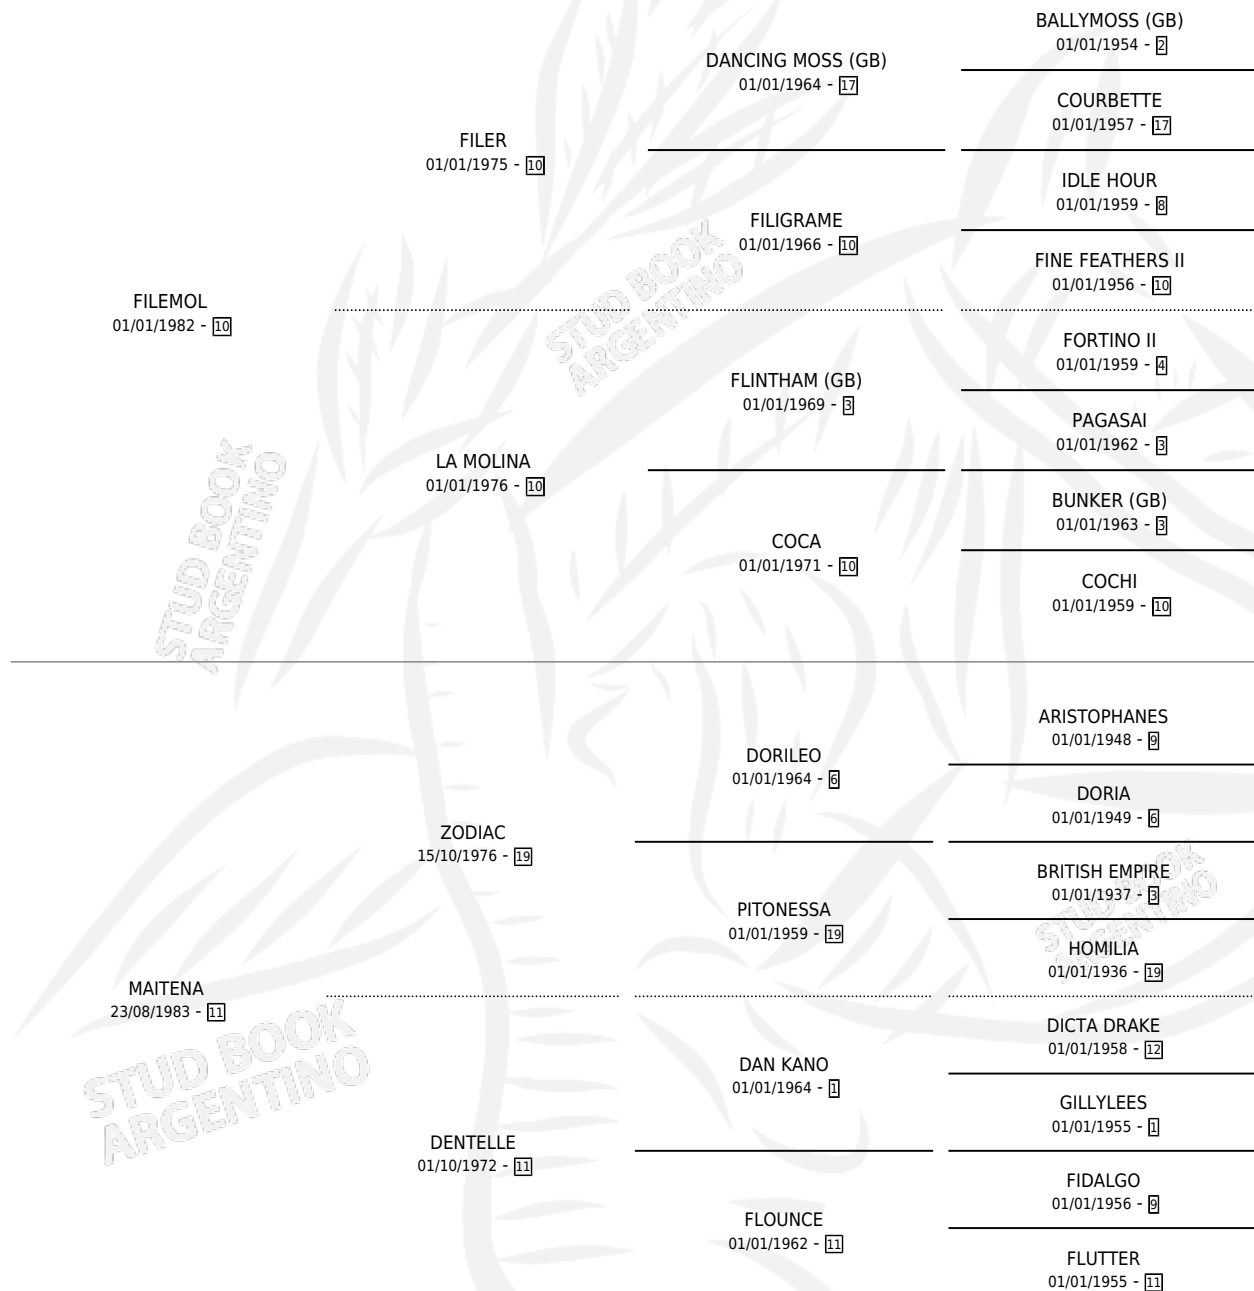 BALLYMOSS (GB)
01/01/1954 - 2
DANCING MOSS (GB)
01/01/1964 - 17
COURBETTE
01/01/1957 - 17
FILER
01/01/1975 - 10
IDLE HOUR
01/01/1959 - 8
FILIGRAME
01/01/1966 - 10
FINE FEATHERS II
01/01/1956 - 10
FILEMOL
01/01/1982 - 10
STUD BOOK
ARGENTINO
FORTINO II
01/01/1959 - 4
FLINTHAM (GB)
01/01/1969 - 3
PAGASAI
01/01/1962 - 3
LA MOLINA
01/01/1976 - 10
BUNKER (GB)
01/01/1963 - 3
COCA
01/01/1971 - 10
COCHI
01/01/1959 - 10
STUD BOOK
ARGENTINO
ARISTOPHANES
01/01/1948 - 9
DORILEO
01/01/1964 - 6
DORIA
01/01/1949 - 6
ZODIAC
15/10/1976 - 19
BRITISH EMPIRE
01/01/1937 - 3
PITONESSA
01/01/1959 - 19
STUD BOOK
ARGENTINO
HOMILIA
01/01/1936 - 19
MAITENA
23/08/1983 - 11
DICTA DRAKE
01/01/1958 - 12
DAN KANO
01/01/1964 - 1
STUD BOOK
ARGENTINO
GILLYLEES
01/01/1955 - 1
DENTELLE
01/10/1972 - 11
FIDALGO
01/01/1956 - 9
FLOUNCE
01/01/1962 - 11
FLUTTER
01/01/1955 - 11